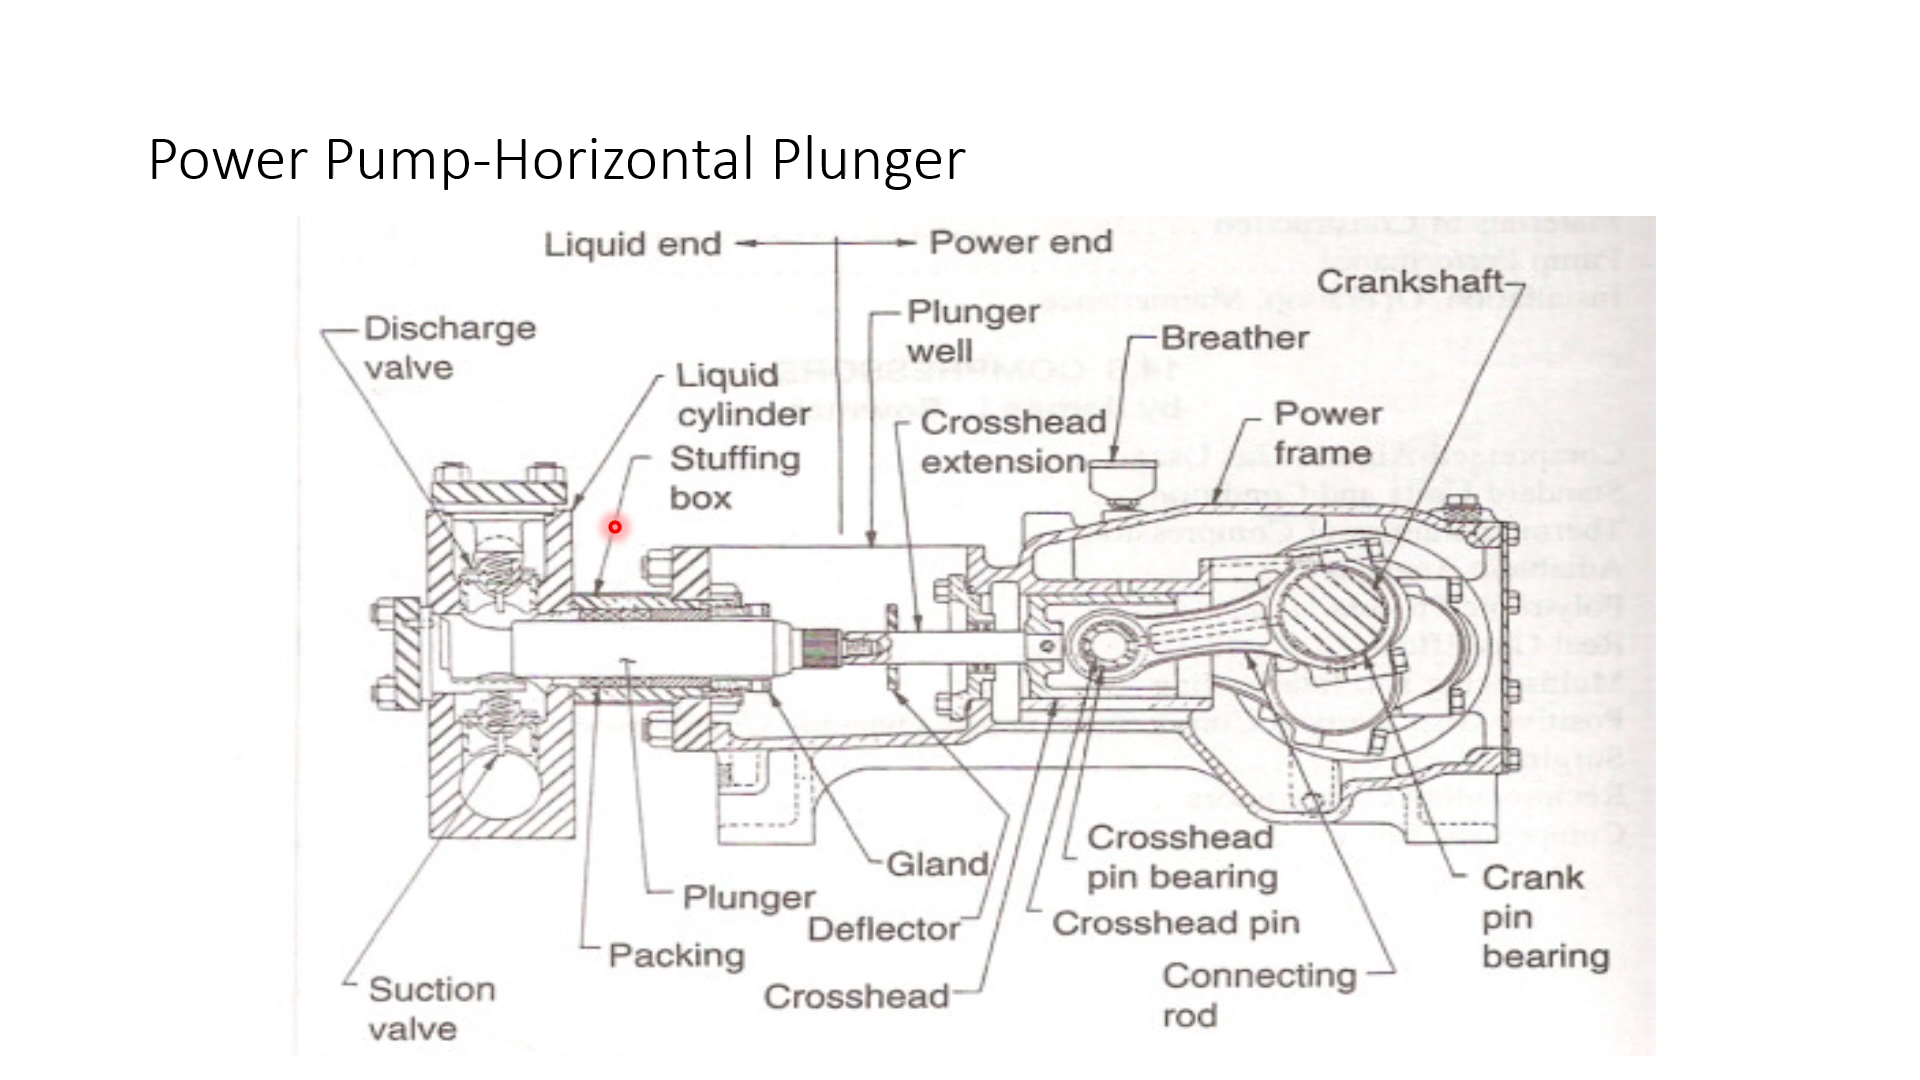 Power Pump-Horizontal Plunger
Liquid end
Power end
Crankshaft
Plunger
well
Breather
Discharge
valve
Liquid
cylinder
Crosshead
extension
Power
frame
Stuffing
box
Crosshead
pin bearing
Gland
Crank
pin
bearing
Plunger
Deflector
Crosshead pin
Packing
Connecting
rod
Crosshead
Suction
valve